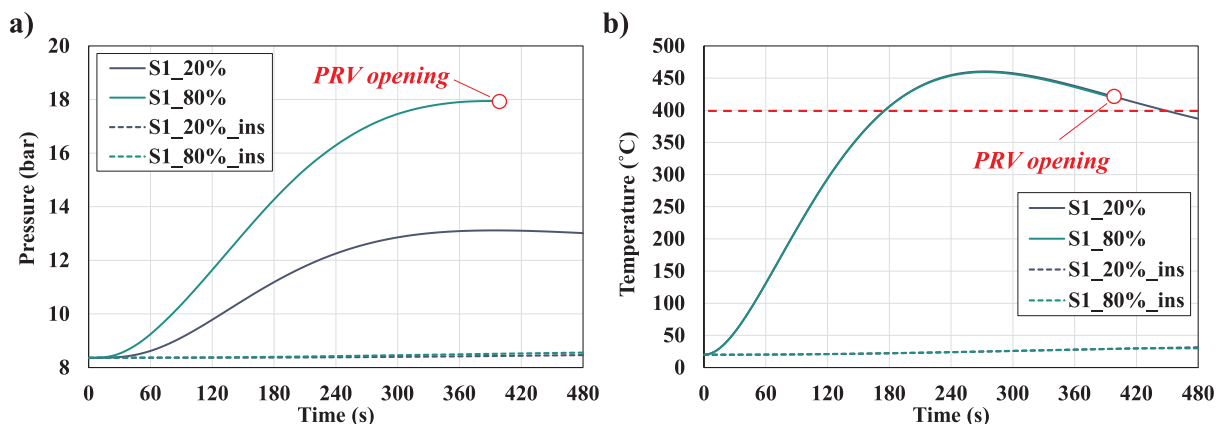 a)
Pressure (bar)
20
18
16
14
12
10
8
S1_20%
S1_80%
S1_20%_ins
S1_80%_ins
PRV opening
0 60 120 180 240 300 360 420 480
Time (s)
b)
Temperature (˚C)
500
450
400
350
300
250
200
150
100
50
0
PRV opening
S1_20%
S1_80%
S1_20%_ins
S1_80%_ins
0 60 120 180 240 300 360 420 480
Time (s)